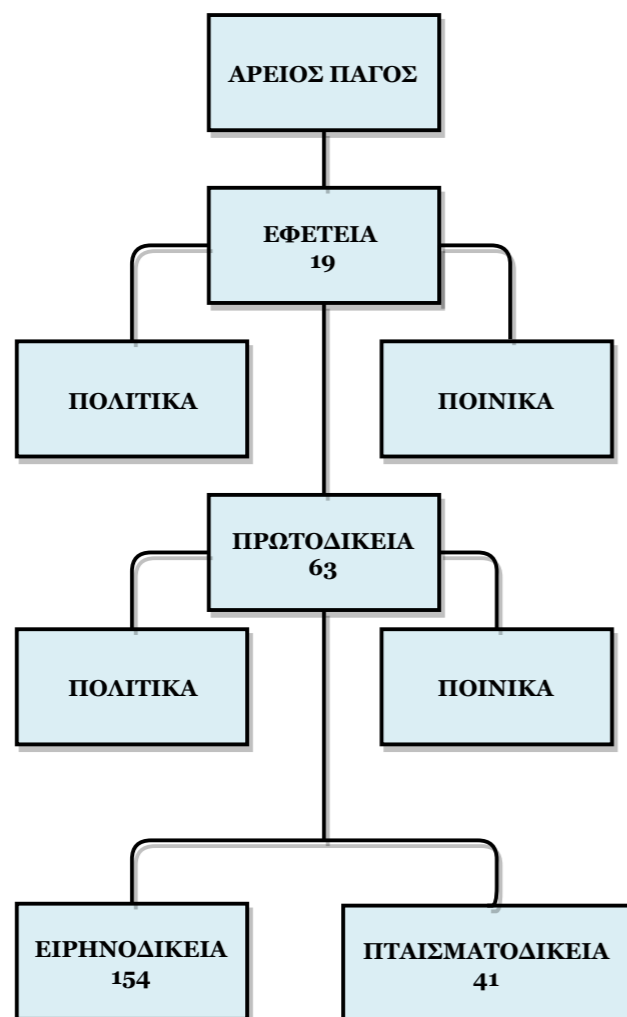 ΑΡΕΙΟΣ ΠΑΓΟΣ
ΕΦΕΤΕΙΑ
19
ΠΟΛΙΤΙΚΑ
ΠΟΙΝΙΚΑ
ΠΡΩΤΟΔΙΚΕΙΑ
63
ΠΟΛΙΤΙΚΑ
ΠΟΙΝΙΚΑ
ΕΙΡΗΝΟΔΙΚΕΙΑ
154
ΠΤΑΙΣΜΑΤΟΔΙΚΕΙΑ
41